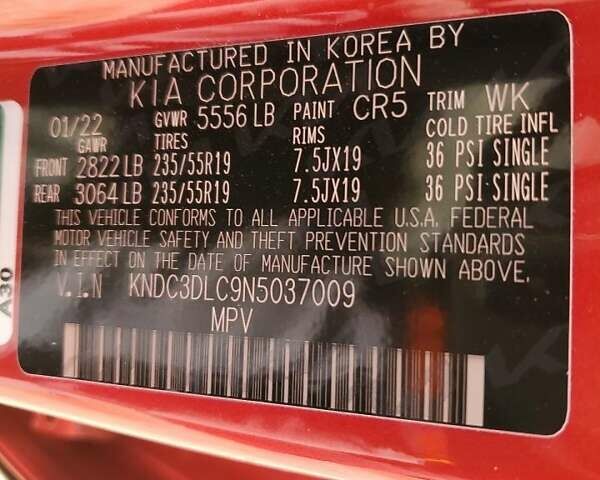 MANUFACTURED IN KOREA BY
KIA CORPORATION
01/22 GVWR 5556 LB PAINT CR5 TRIM WK
GAWR TIRES RIMS COLD TIRE INFL
FRONT 2822 LB 235/55R19 7.5JX19 36 PSI SINGLE
REAR 3064 LB 235/55R19 7.5JX19 36 PSI SINGLE
THIS VEHICLE CONFORMS TO ALL APPLICABLE U.S.A. FEDERAL
MOTOR VEHICLE SAFETY AND THEFT PREVENTION STANDARDS
IN EFFECT ON THE DATE OF MANUFACTURE SHOWN ABOVE.
V.I.N KNDC3DLC9N5037009
MPV
A30